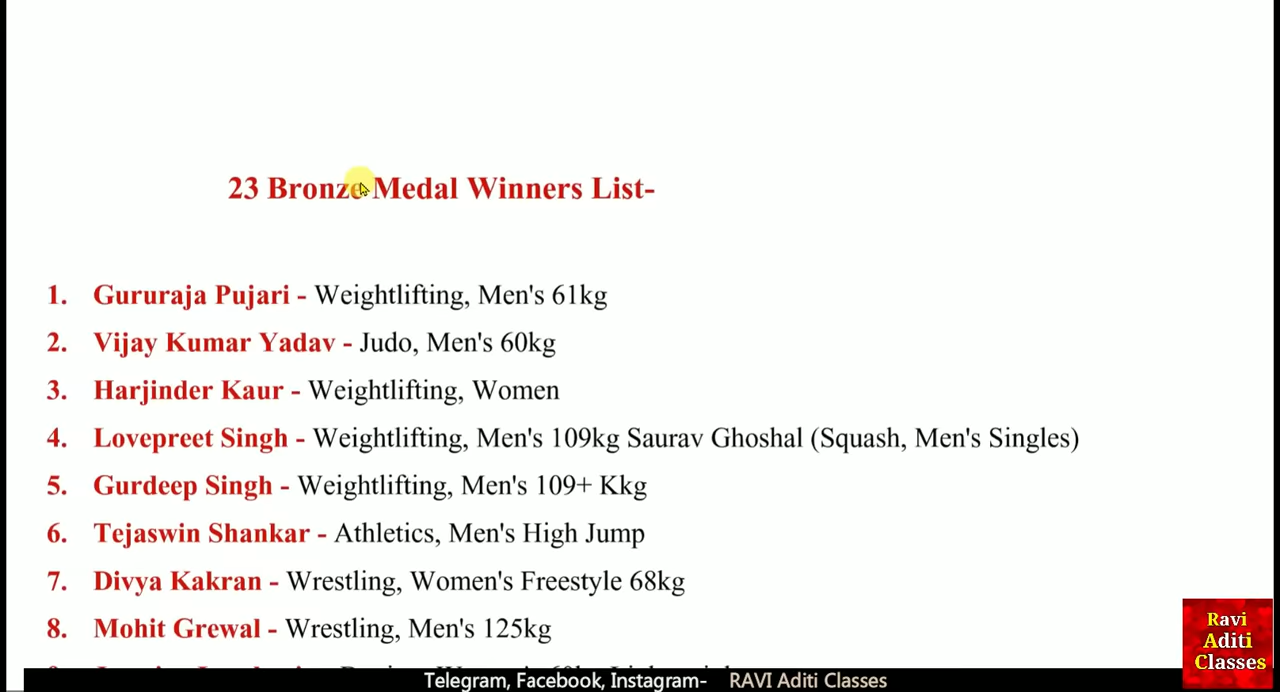 23 Bronze Medal Winners List-
1. Gururaja Pujari - Weightlifting, Men's 61kg
2. Vijay Kumar Yadav - Judo, Men's 60kg
3. Harjinder Kaur - Weightlifting, Women
4. Lovepreet Singh - Weightlifting, Men's 109kg Saurav Ghoshal (Squash, Men's Singles)
5. Gurdeep Singh - Weightlifting, Men's 109+ Kkg
6. Tejaswin Shankar - Athletics, Men's High Jump
7. Divya Kakran - Wrestling, Women's Freestyle 68kg
8. Mohit Grewal - Wrestling, Men's 125kg
Ravi
Aditi
Classes
Telegram, Facebook, Instagram- RAVI Aditi Classes